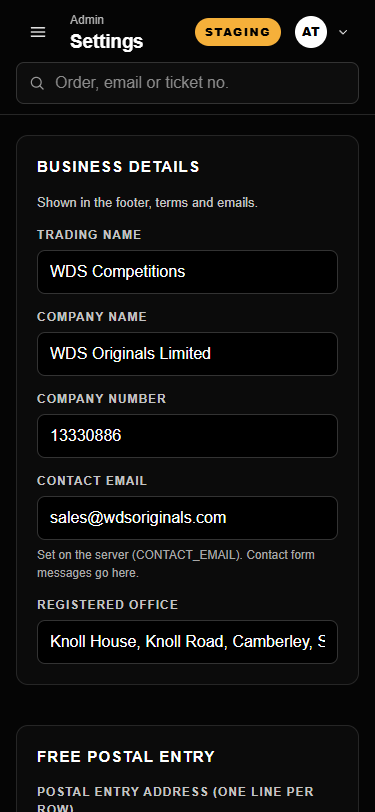 Admin
Settings
STAGING
AT
Order, email or ticket no.
BUSINESS DETAILS
Shown in the footer, terms and emails.
TRADING NAME
WDS Competitions
COMPANY NAME
WDS Originals Limited
COMPANY NUMBER
13330886
CONTACT EMAIL
sales@wdsoriginals.com
Set on the server (CONTACT_EMAIL). Contact form
messages go here.
REGISTERED OFFICE
Knoll House, Knoll Road, Camberley, S
FREE POSTAL ENTRY
POSTAL ENTRY ADDRESS (ONE LINE PER
ROW)